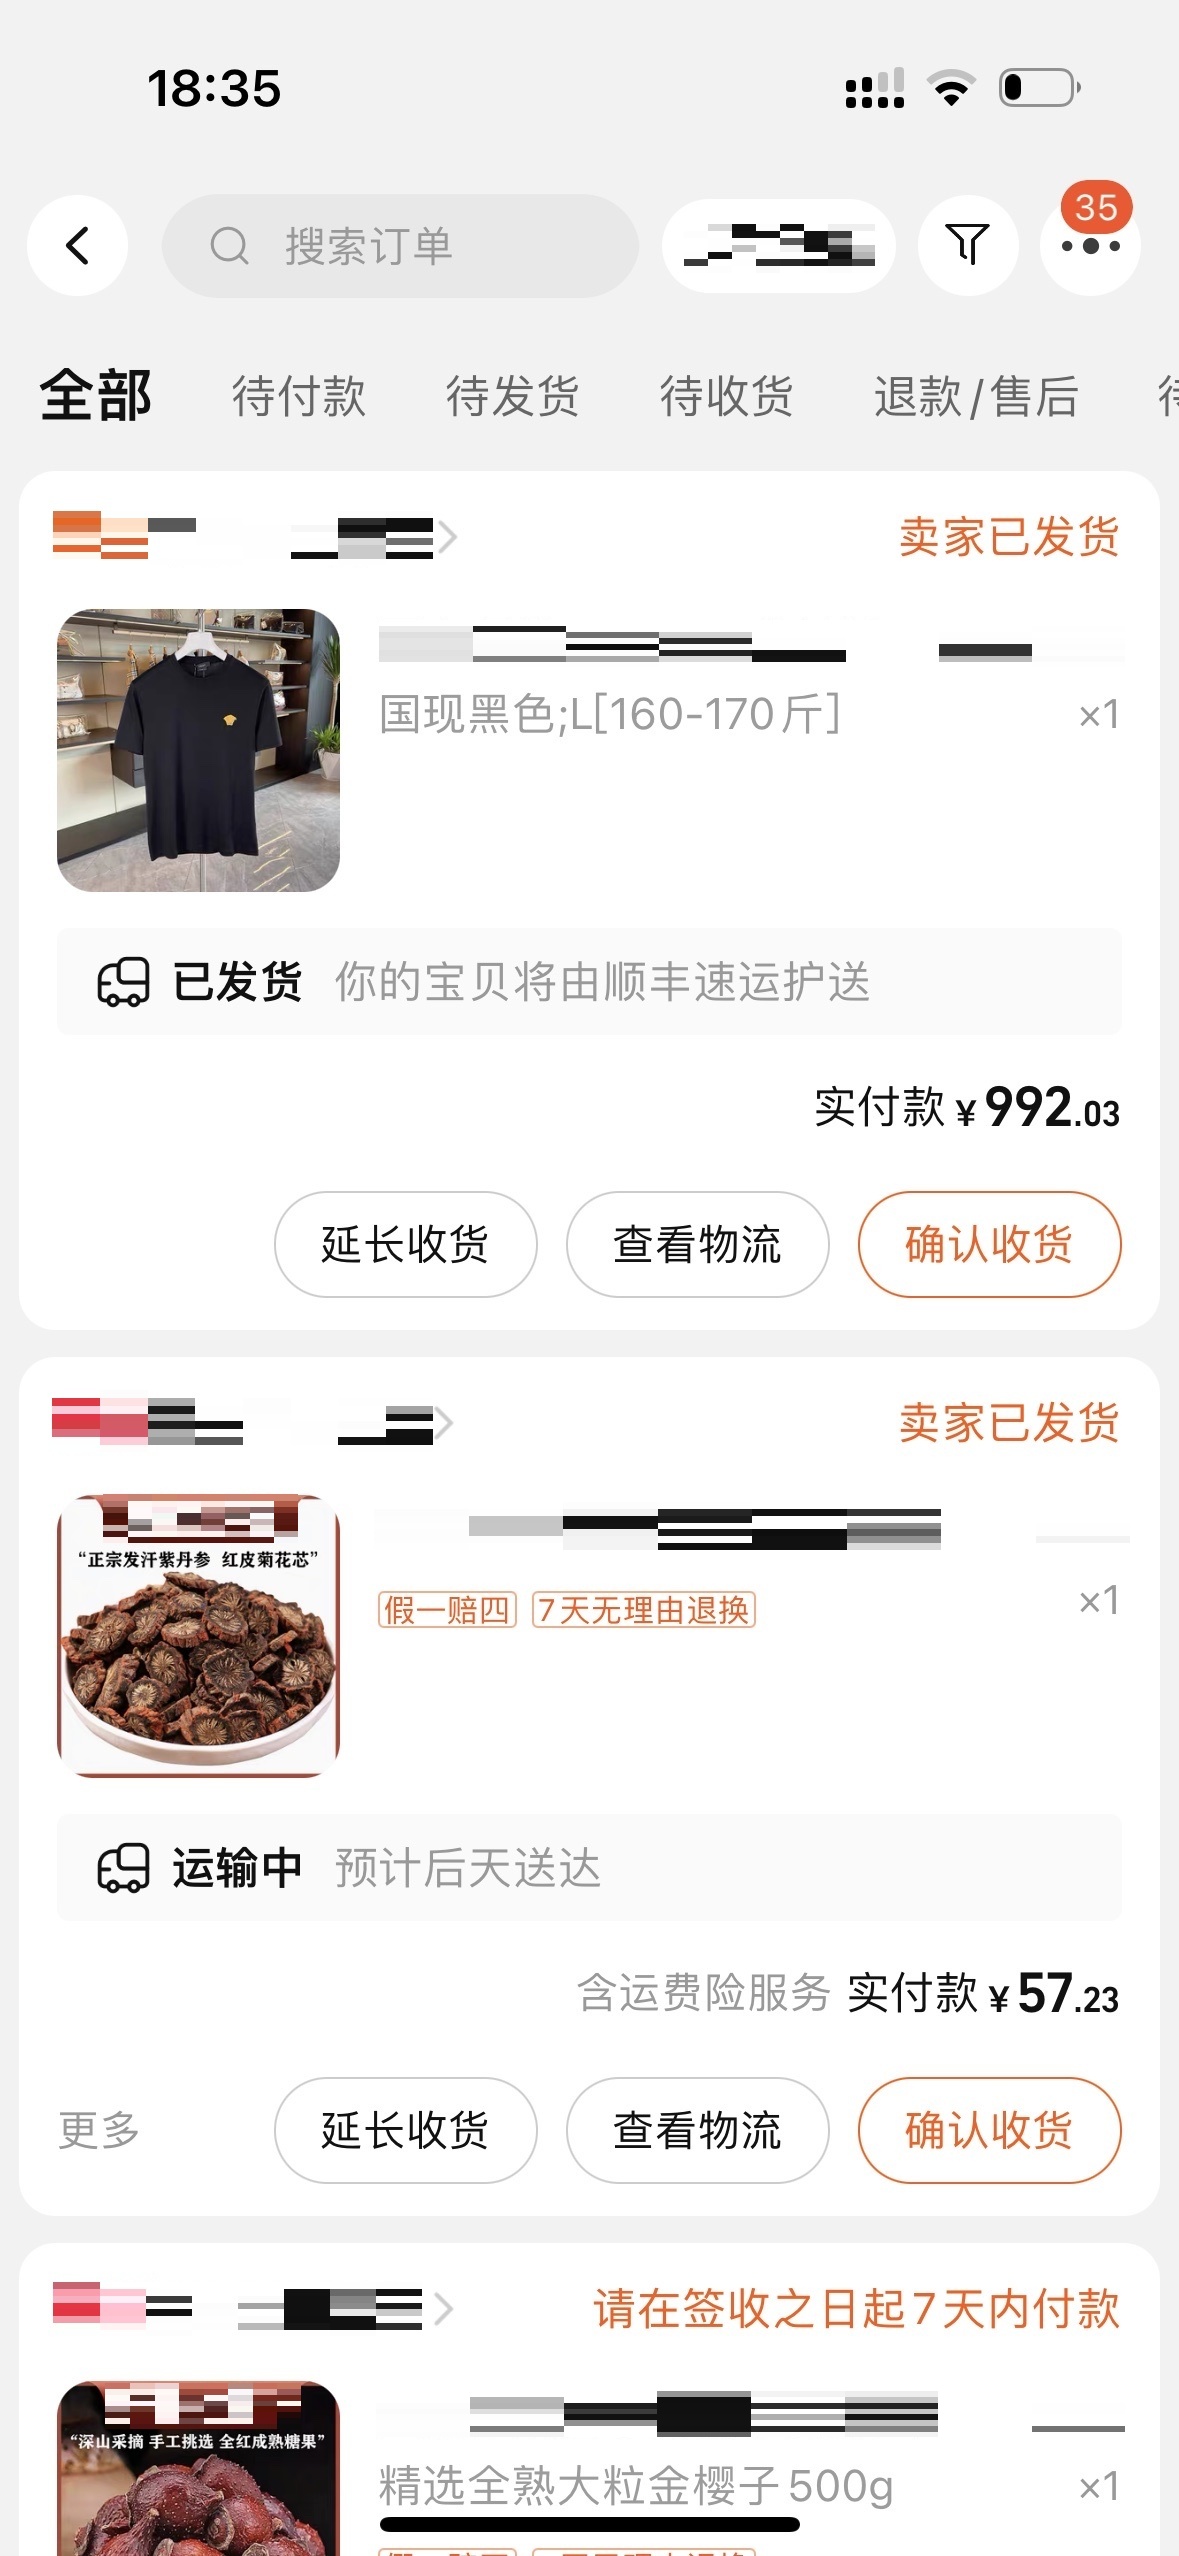 18:35
搜索订单
35
全部 待付款 待发货 待收货 退款/售后
卖家已发货
国现黑色;L[160-170斤] ×1
已发货 你的宝贝将由顺丰速运护送
实付款 ¥992.03
延长收货 查看物流 确认收货
卖家已发货
“正宗发汗紫丹参 红皮菊花芯”
假一赔四 7天无理由退换 ×1
运输中 预计后天送达
含运费险服务 实付款 ¥57.23
更多 延长收货 查看物流 确认收货
请在签收之日起7天内付款
“深山采摘 手工挑选 全红成熟糖果”
精选全熟大粒金樱子500g ×1